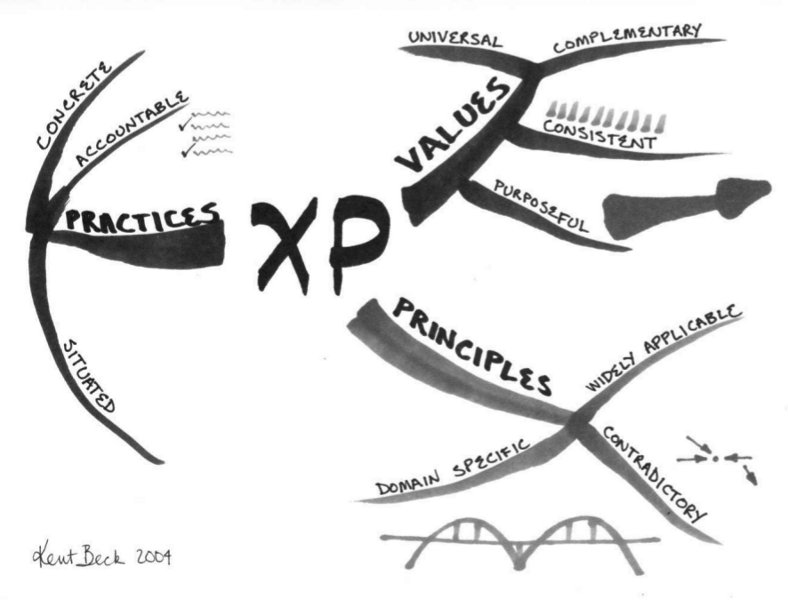 XP
PRACTICES
CONCRETE
ACCOUNTABLE
SITUATED
VALUES
UNIVERSAL
COMPLEMENTARY
CONSISTENT
PURPOSEFUL
PRINCIPLES
WIDELY APPLICABLE
DOMAIN SPECIFIC
CONTRADICTORY
Kent Beck 2004